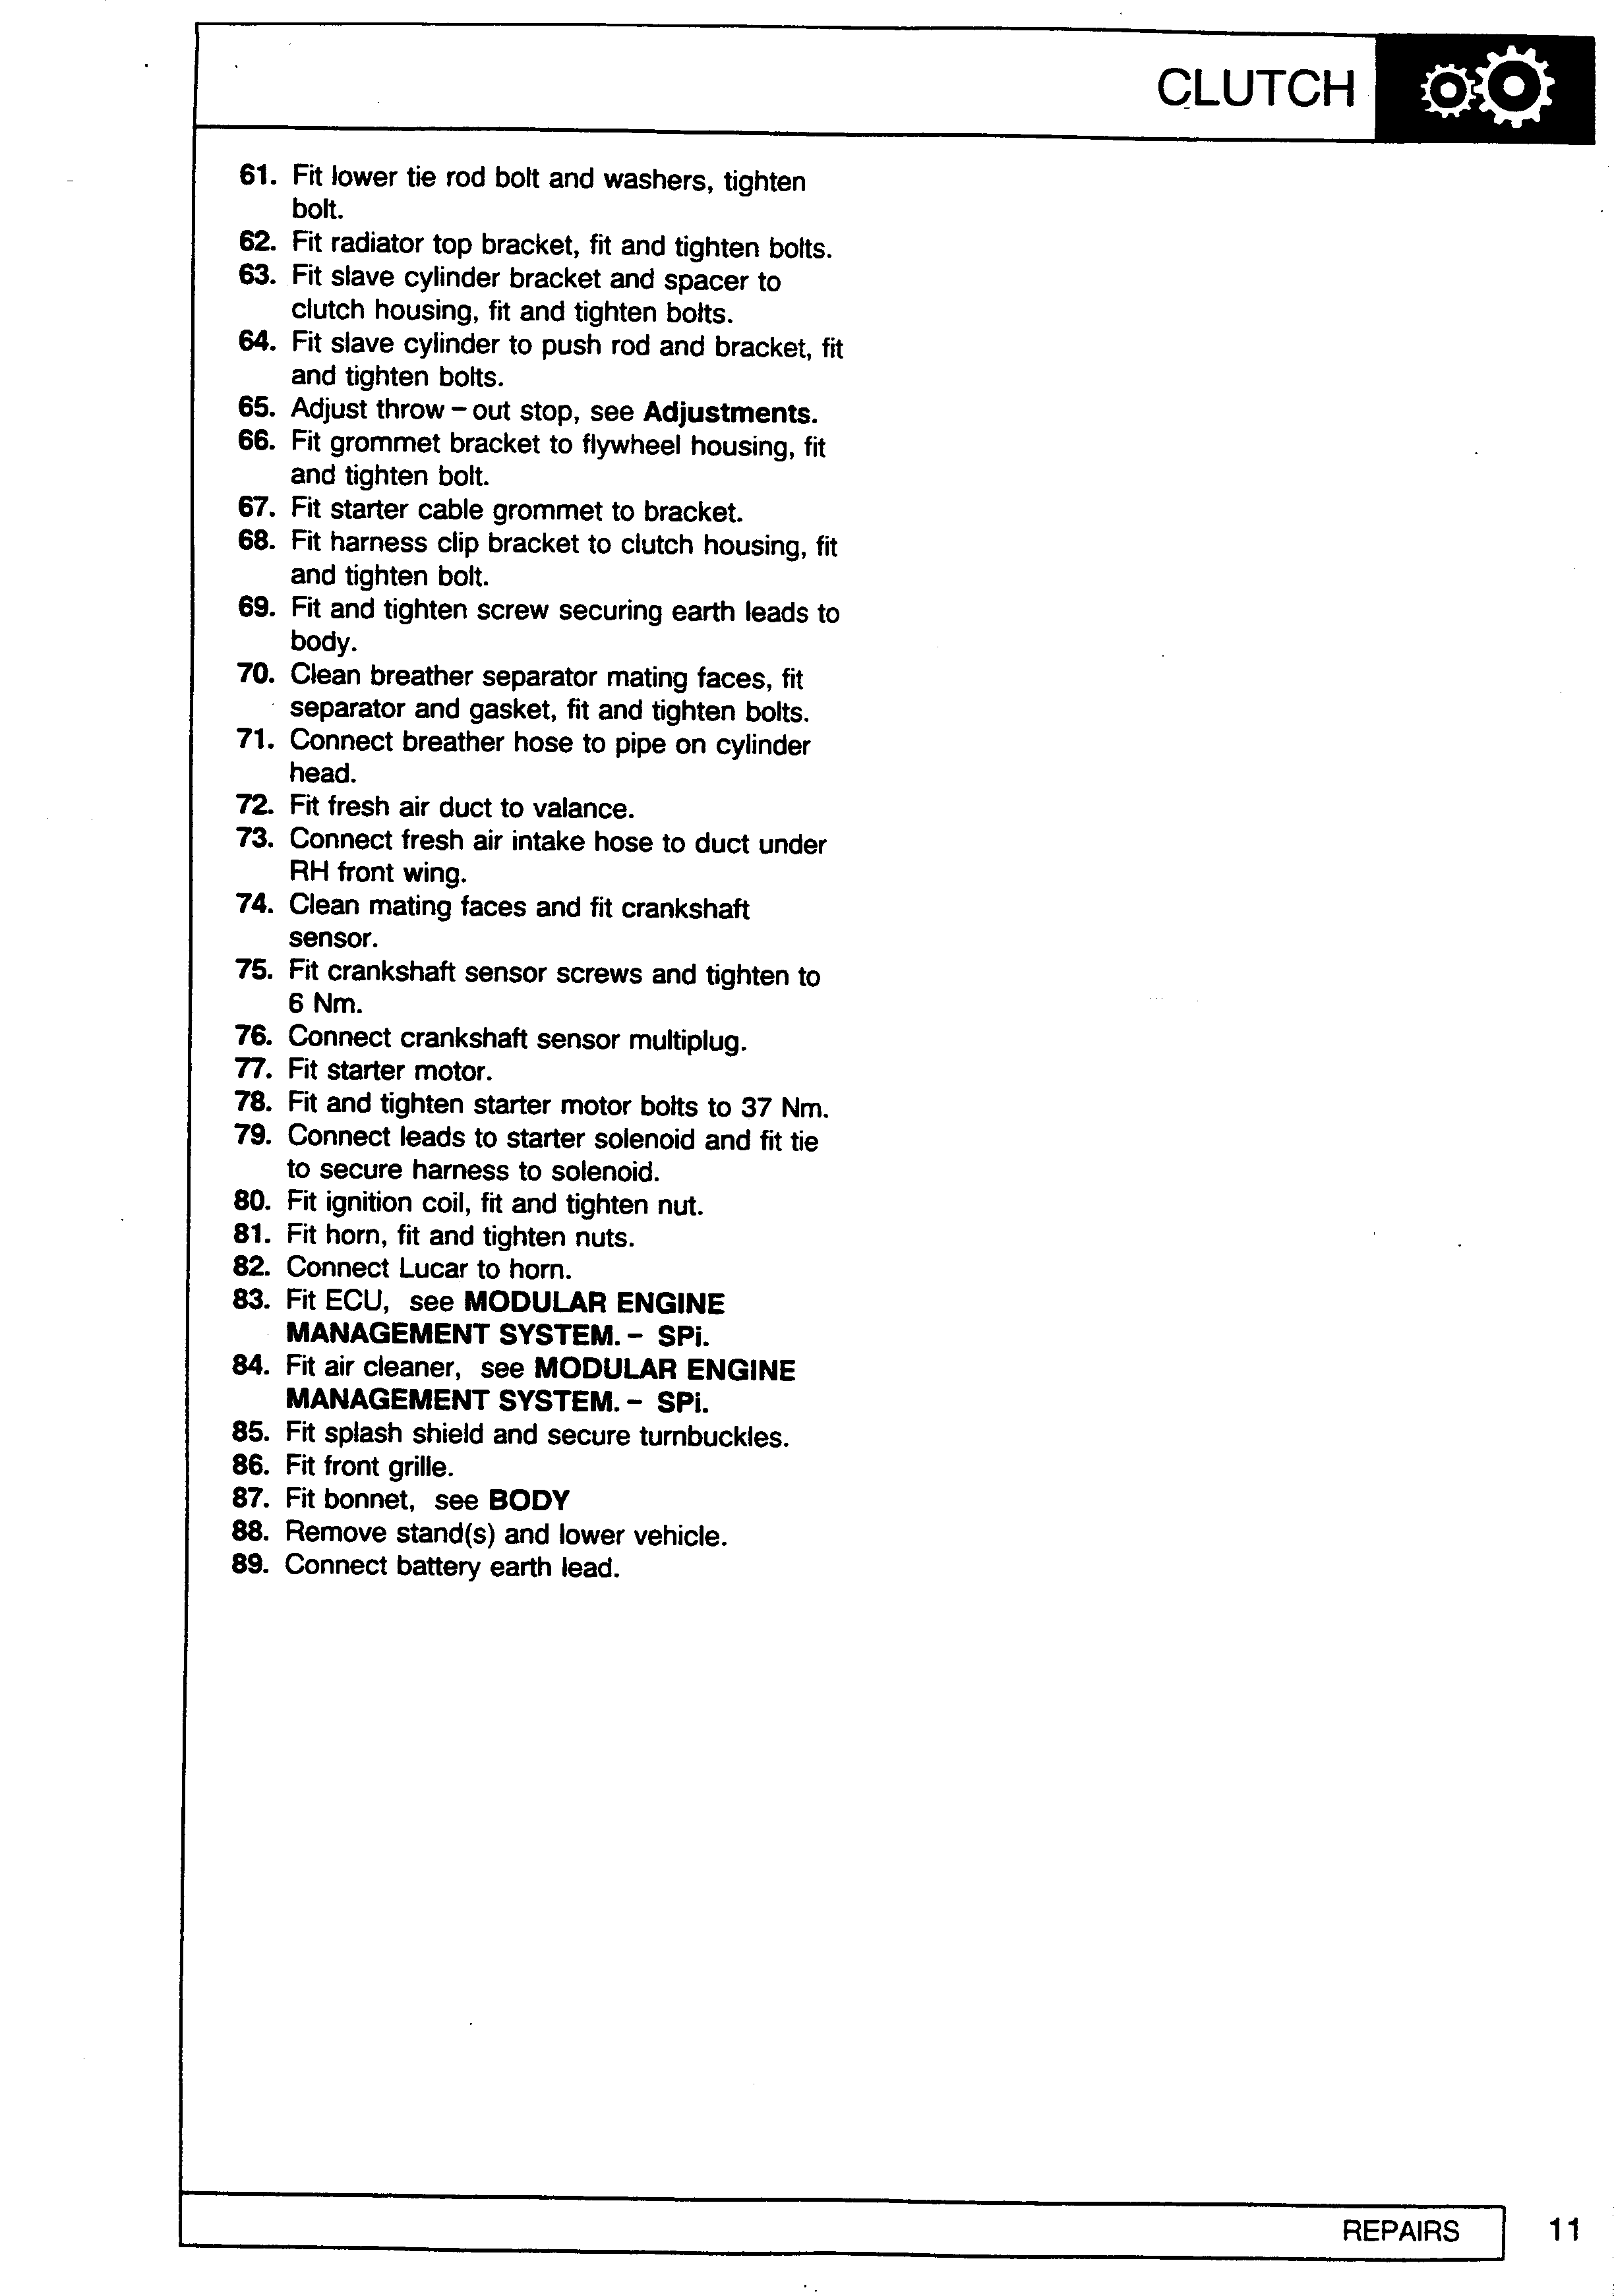 CLUTCH
61. Fit lower tie rod bolt and washers, tighten
bolt.
62. Fit radiator top bracket, fit and tighten bolts.
63. Fit slave cylinder bracket and spacer to
clutch housing, fit and tighten bolts.
64. Fit slave cylinder to push rod and bracket, fit
and tighten bolts.
65. Adjust throw – out stop, see Adjustments.
66. Fit grommet bracket to flywheel housing, fit
and tighten bolt.
67. Fit starter cable grommet to bracket.
68. Fit harness clip bracket to clutch housing, fit
and tighten bolt.
69. Fit and tighten screw securing earth leads to
body.
70. Clean breather separator mating faces, fit
separator and gasket, fit and tighten bolts.
71. Connect breather hose to pipe on cylinder
head.
72. Fit fresh air duct to valance.
73. Connect fresh air intake hose to duct under
RH front wing.
74. Clean mating faces and fit crankshaft
sensor.
75. Fit crankshaft sensor screws and tighten to
6 Nm.
76. Connect crankshaft sensor multiplug.
77. Fit starter motor.
78. Fit and tighten starter motor bolts to 37 Nm.
79. Connect leads to starter solenoid and fit tie
to secure harness to solenoid.
80. Fit ignition coil, fit and tighten nut.
81. Fit horn, fit and tighten nuts.
82. Connect Lucar to horn.
83. Fit ECU, see MODULAR ENGINE
MANAGEMENT SYSTEM. – SPi.
84. Fit air cleaner, see MODULAR ENGINE
MANAGEMENT SYSTEM. – SPi.
85. Fit splash shield and secure turnbuckles.
86. Fit front grille.
87. Fit bonnet, see BODY
88. Remove stand(s) and lower vehicle.
89. Connect battery earth lead.
REPAIRS 11